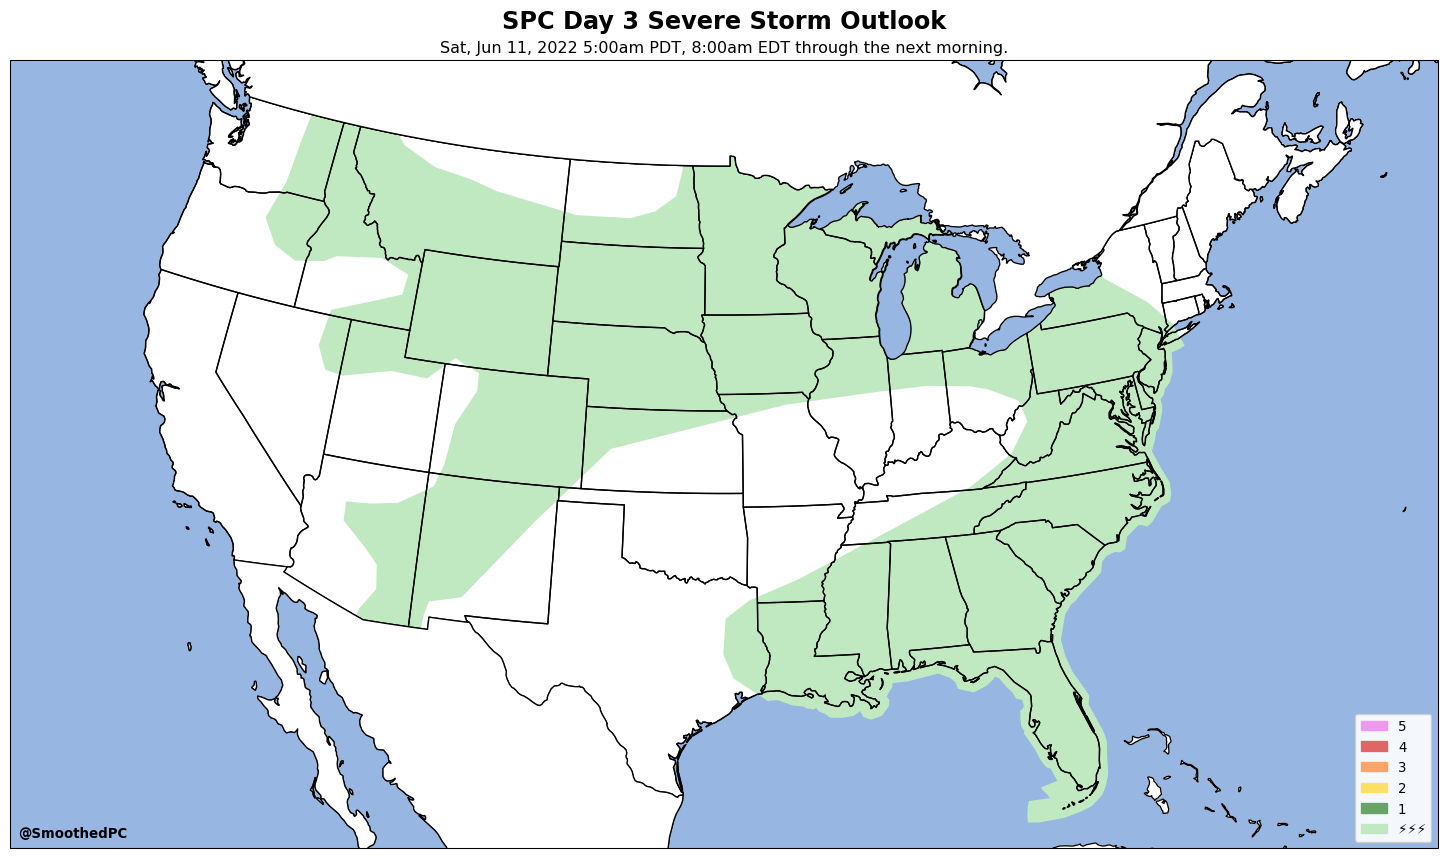 SPC Day 3 Severe Storm Outlook
Sat, Jun 11, 2022 5:00am PDT, 8:00am EDT through the next morning.
5
4
3
2
1
⚡⚡⚡
@SmoothedPC